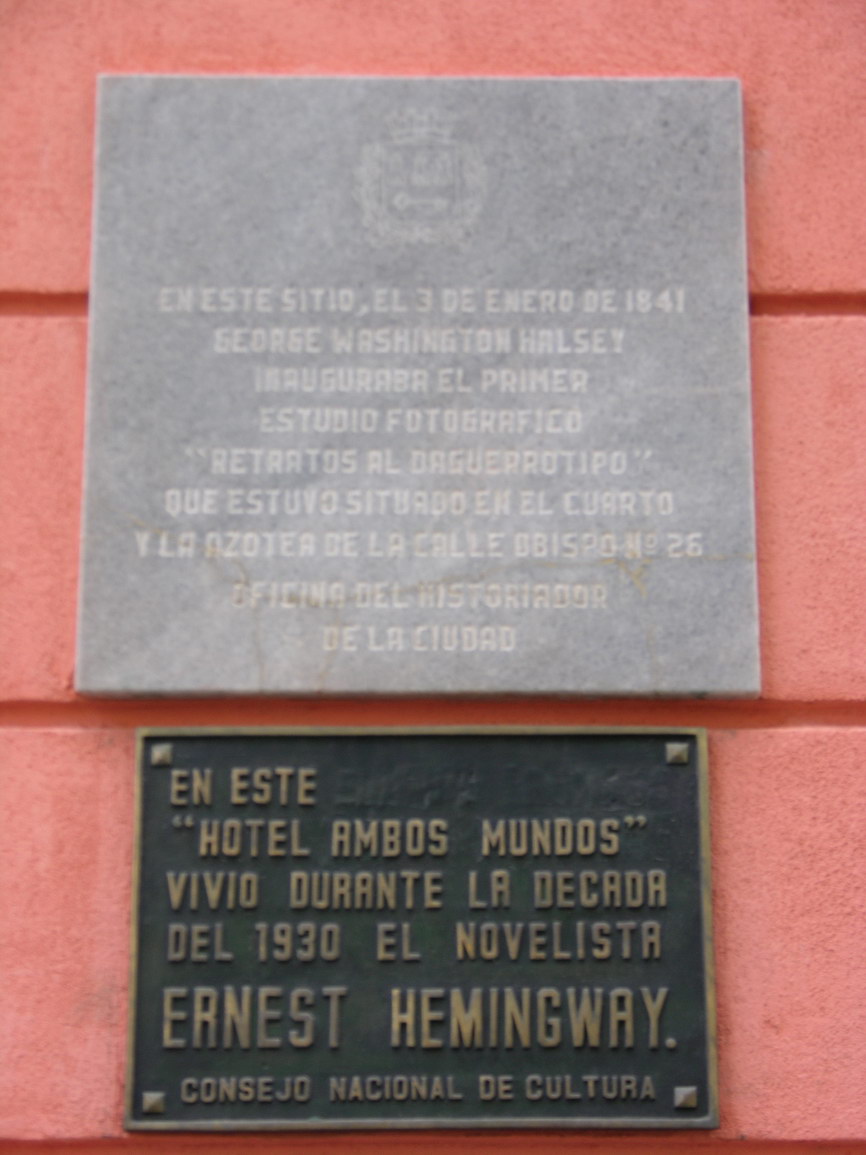 EN ESTE SITIO, EL 3 DE ENERO DE 1841
GEORGE WASHINGTON HALSEY
INAUGURABA EL PRIMER
ESTUDIO FOTOGRAFICO
"RETRATOS AL DAGUERROTIPO"
QUE ESTUVO SITUADO EN EL CUARTO
Y LA AZOTEA DE LA CALLE OBISPO Nº 26
OFICINA DEL HISTORIADOR
DE LA CIUDAD
EN ESTE
"HOTEL AMBOS MUNDOS"
VIVIO DURANTE LA DECADA
DEL 1930 EL NOVELISTA
ERNEST HEMINGWAY.
CONSEJO NACIONAL DE CULTURA